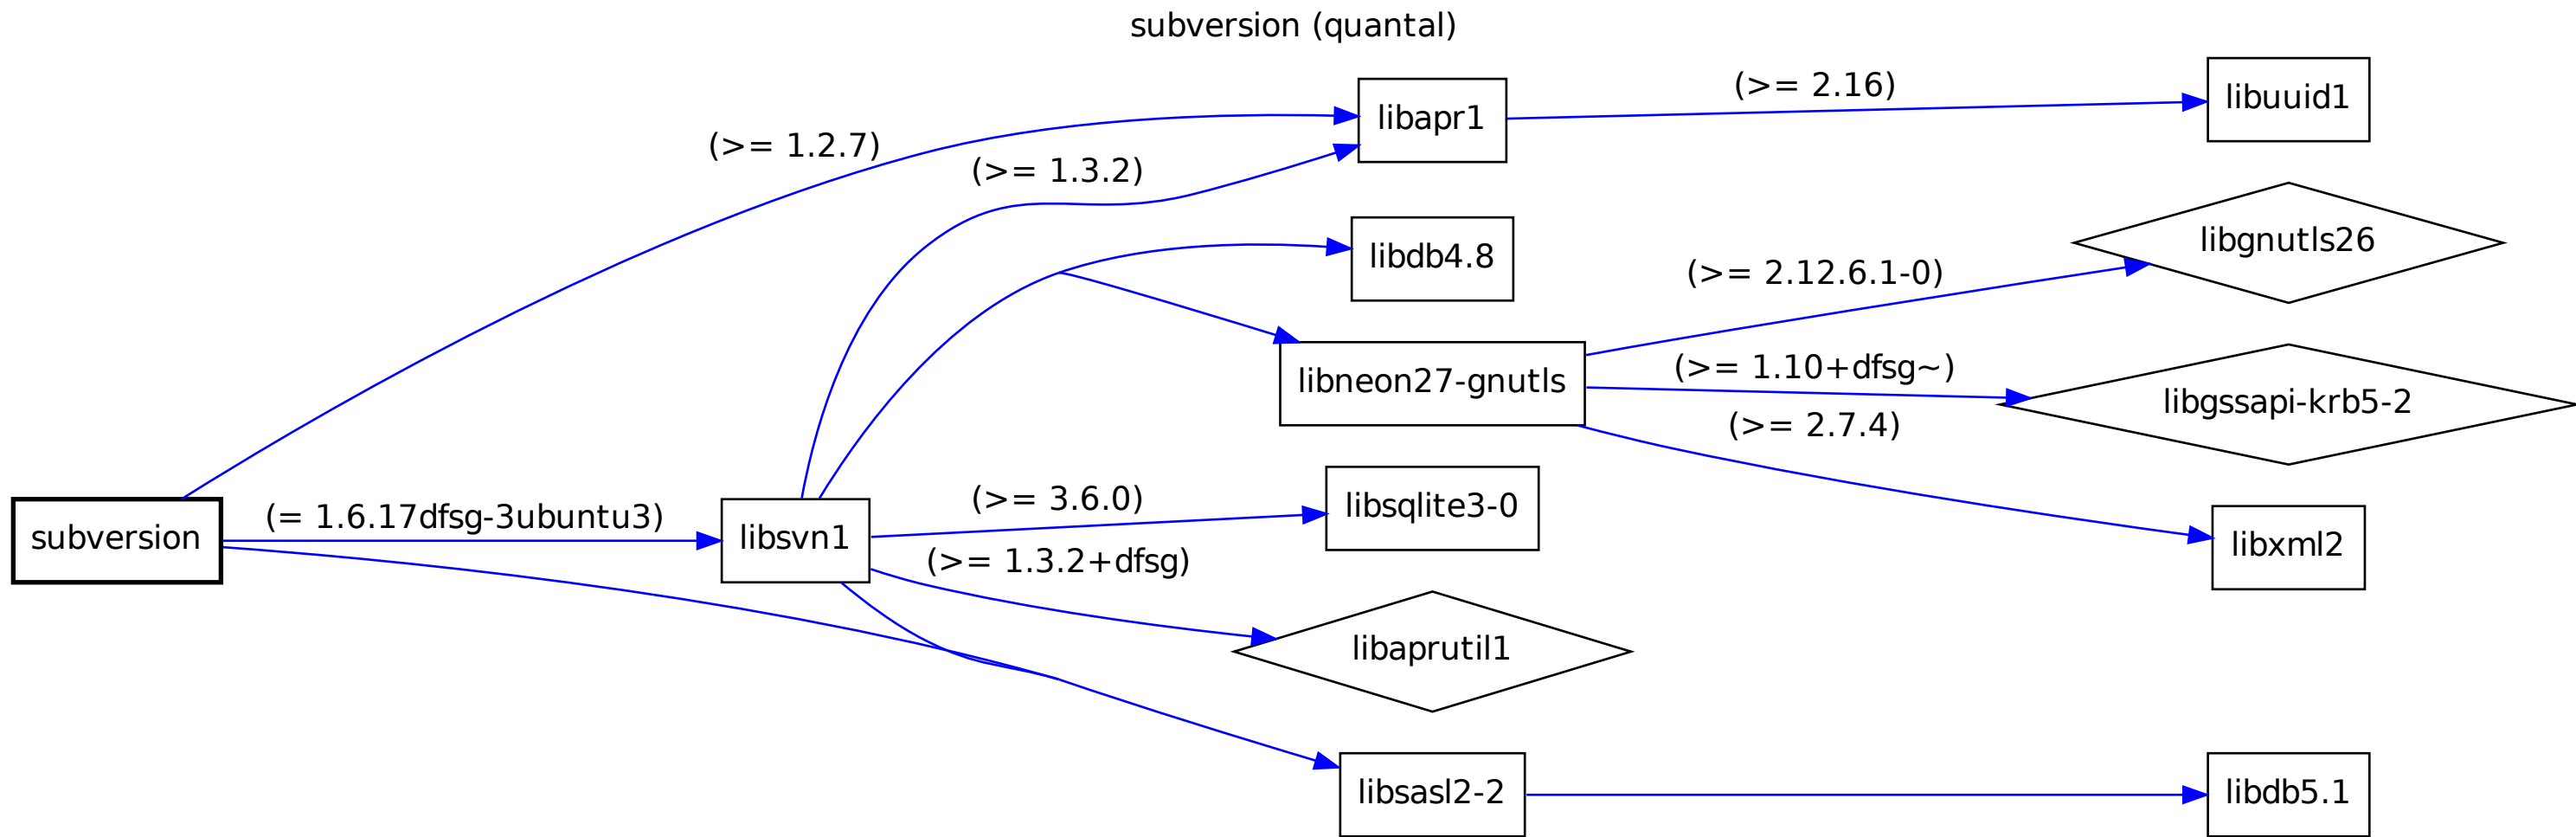 subversion (quantal)
(>= 2.16)
libuuid1
libapr1
(>= 1.2.7)
(>= 1.3.2)
libgnutls26
libdb4.8
(>= 2.12.6.1-0)
(>= 1.10+dfsg~)
libneon27-gnutls
libgssapi-krb5-2
(>= 2.7.4)
(>= 3.6.0)
libsqlite3-0
(= 1.6.17dfsg-3ubuntu3)
subversion
libsvn1
libxml2
(>= 1.3.2+dfsg)
libaprutil1
libsasl2-2
libdb5.1